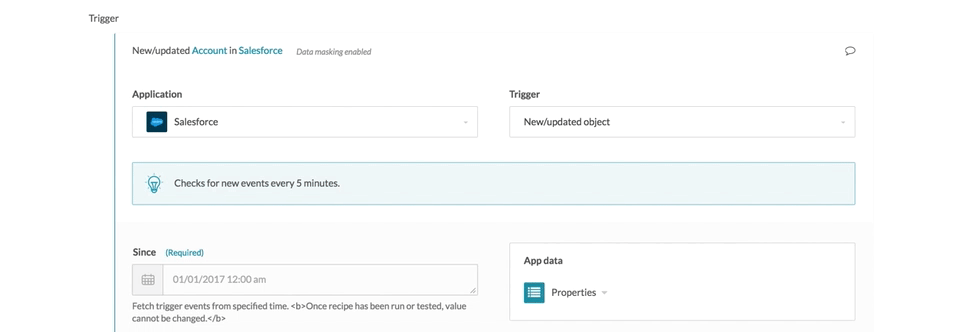 Trigger
New/updated Account in Salesforce Data masking enabled
Application
Trigger
Salesforce
New/updated object
Checks for new events every 5 minutes.
Since (Required)
01/01/2017 12:00 am
Fetch trigger events from specified time. <b>Once recipe has been run or tested, value
cannot be changed.</b>
App data
Properties